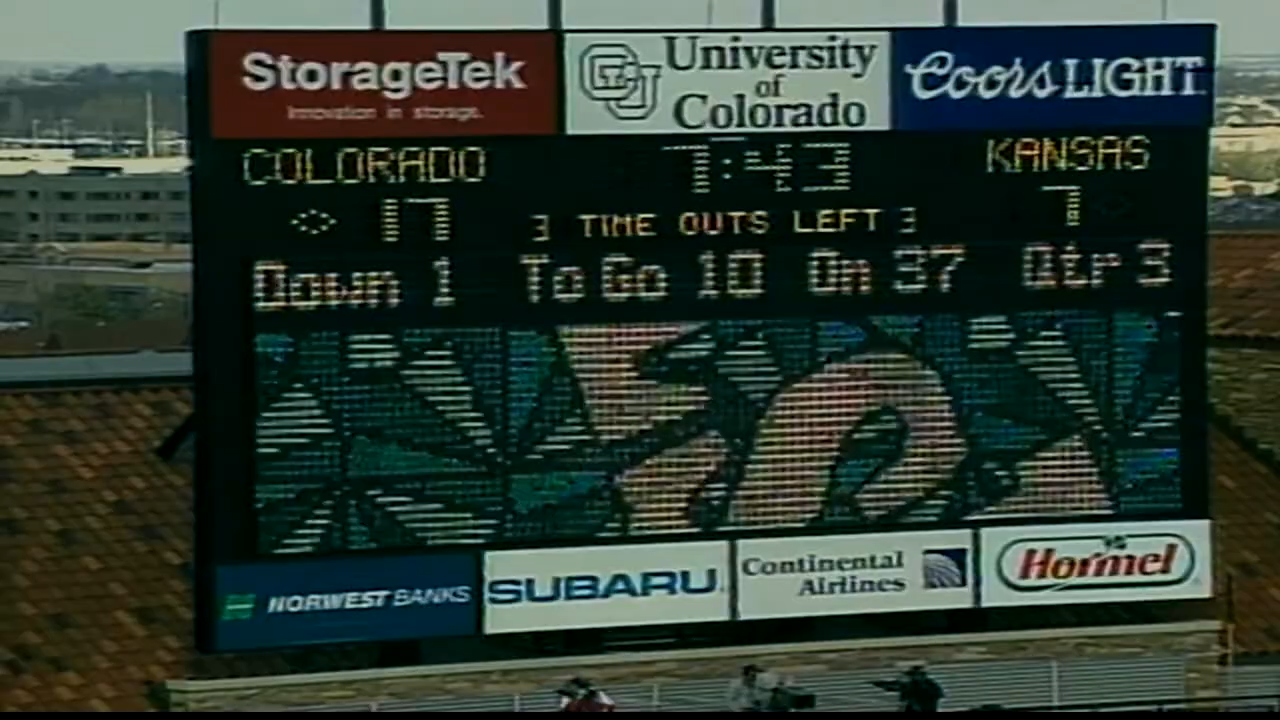 StorageTek
Innovation in storage.
CU
University
of
Colorado
Coors LIGHT
COLORADO 7:43 KANSAS
17 3 TIME OUTS LEFT 3 7
Down 1 To Go 10 On 37 Qtr 3
NORWEST BANKS
SUBARU
Continental
Airlines
Hormel